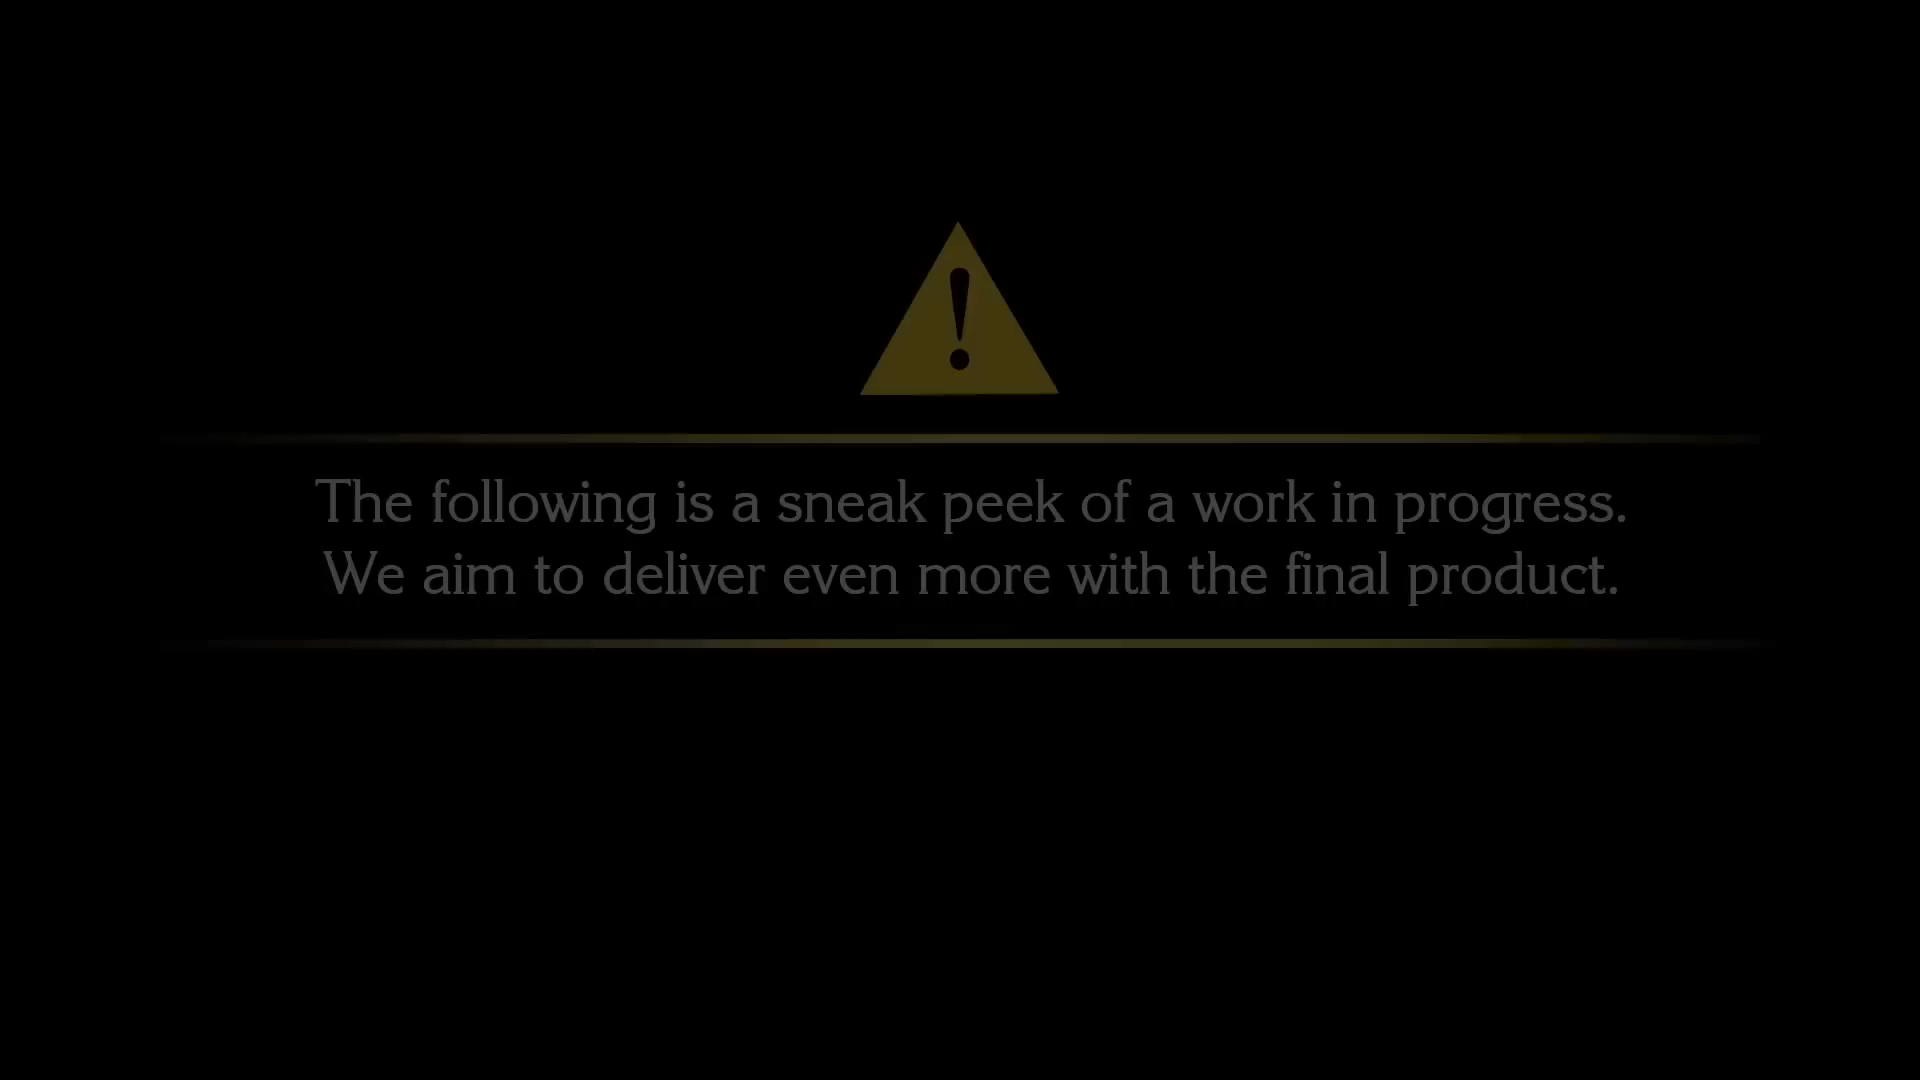 The following is a sneak peek of a work in progress.
We aim to deliver even more with the final product.